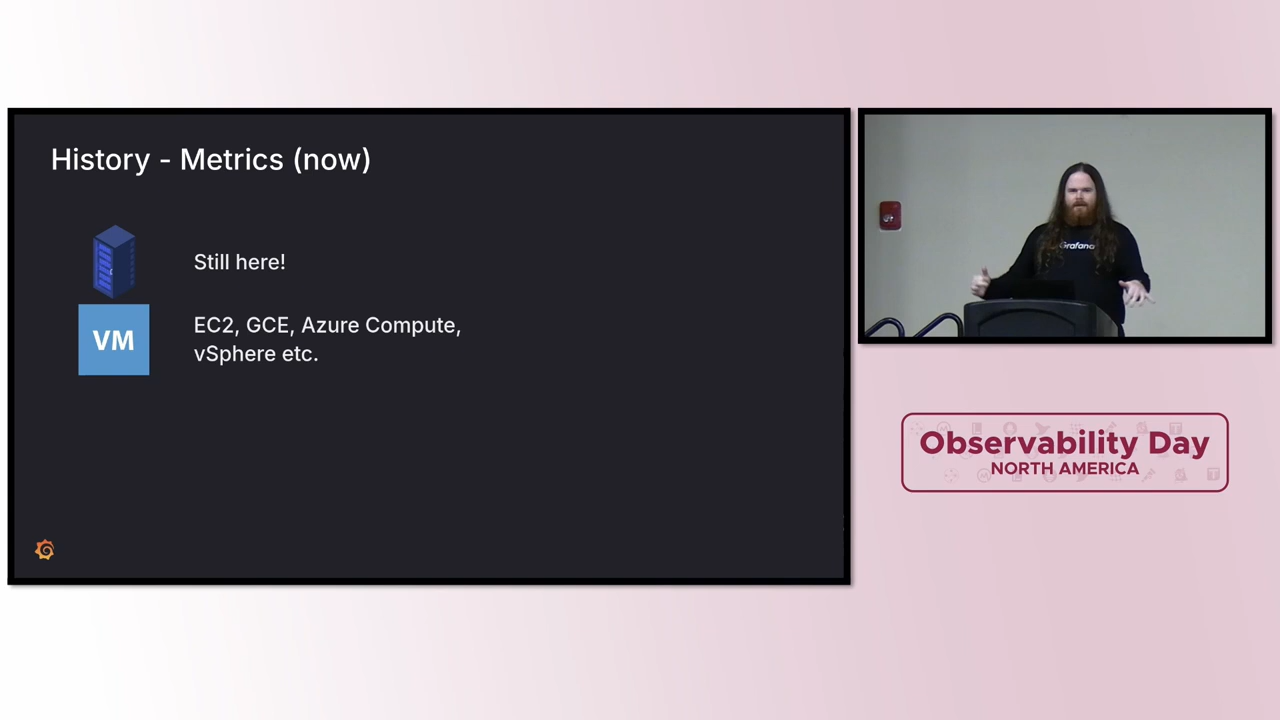 History - Metrics (now)
Still here!
VM
EC2, GCE, Azure Compute,
vSphere etc.
Grafana
Observability Day
NORTH AMERICA